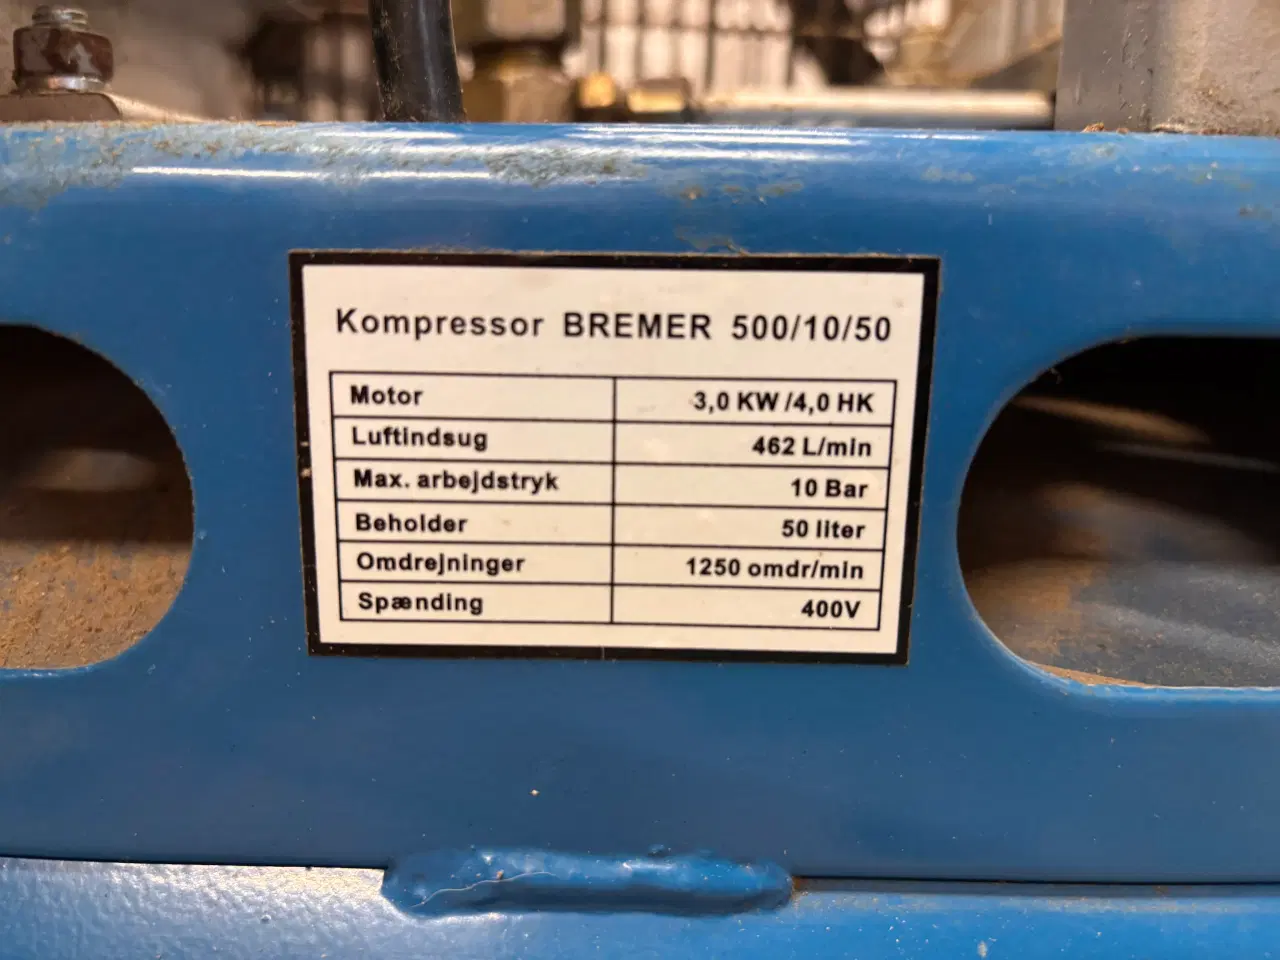 Kompressor BREMER 500/10/50
Motor 3,0 KW /4,0 HK
Luftindsug 462 L/min
Max. arbejdstryk 10 Bar
Beholder 50 liter
Omdrejninger 1250 omdr/min
Spænding 400V